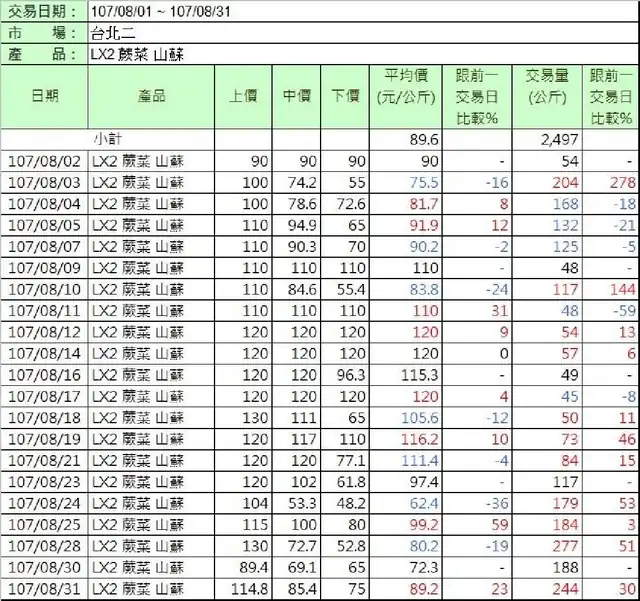 交易日期： 107/08/01 ~ 107/08/31
市　　場： 台北二
產　　品： LX2 蕨菜 山蘇
日期 產品 上價 中價 下價 平均價(元/公斤) 跟前一交易日比較% 交易量(公斤) 跟前一交易日比較%
小計 89.6 2,497
107/08/02 LX2 蕨菜 山蘇 90 90 90 90 - 54 -
107/08/03 LX2 蕨菜 山蘇 100 74.2 55 75.5 -16 204 278
107/08/04 LX2 蕨菜 山蘇 100 78.6 72.6 81.7 8 168 -18
107/08/05 LX2 蕨菜 山蘇 110 94.9 65 91.9 12 132 -21
107/08/07 LX2 蕨菜 山蘇 110 90.3 70 90.2 -2 125 -5
107/08/09 LX2 蕨菜 山蘇 110 110 110 110 - 48 -
107/08/10 LX2 蕨菜 山蘇 110 84.6 55.4 83.8 -24 117 144
107/08/11 LX2 蕨菜 山蘇 110 110 110 110 31 48 -59
107/08/12 LX2 蕨菜 山蘇 120 120 120 120 9 54 13
107/08/14 LX2 蕨菜 山蘇 120 120 120 120 0 57 6
107/08/16 LX2 蕨菜 山蘇 120 120 96.3 115.3 - 49 -
107/08/17 LX2 蕨菜 山蘇 120 120 120 120 4 45 -8
107/08/18 LX2 蕨菜 山蘇 130 111 65 105.6 -12 50 11
107/08/19 LX2 蕨菜 山蘇 120 117 110 116.2 10 73 46
107/08/21 LX2 蕨菜 山蘇 120 120 77.1 111.4 -4 84 15
107/08/23 LX2 蕨菜 山蘇 120 102 61.8 97.4 - 117 -
107/08/24 LX2 蕨菜 山蘇 104 53.3 48.2 62.4 -36 179 53
107/08/25 LX2 蕨菜 山蘇 115 100 80 99.2 59 184 3
107/08/28 LX2 蕨菜 山蘇 130 72.7 52.8 80.2 -19 277 51
107/08/30 LX2 蕨菜 山蘇 89.4 69.1 65 72.3 - 188 -
107/08/31 LX2 蕨菜 山蘇 114.8 85.4 75 89.2 23 244 30